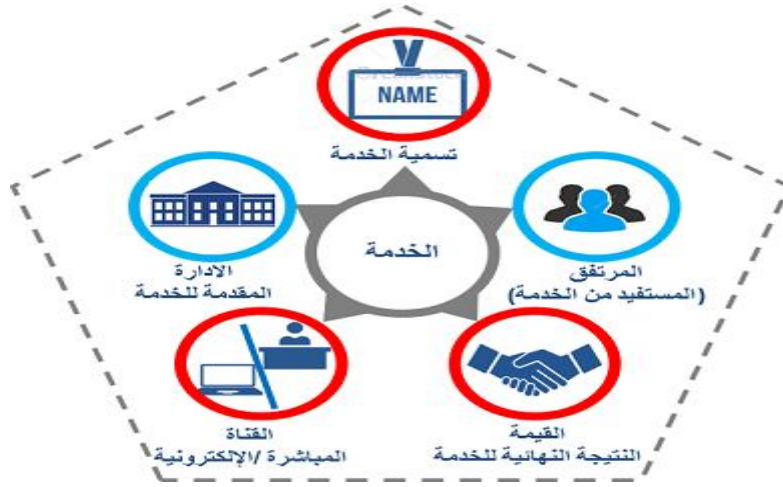 NAME
تسمية الخدمة
المرتفق
(المستفيد من الخدمة)
الادارة
المقدمة للخدمة
الخدمة
القيمة
النتيجة النهائية للخدمة
القناة
المباشرة /الإلكترونية